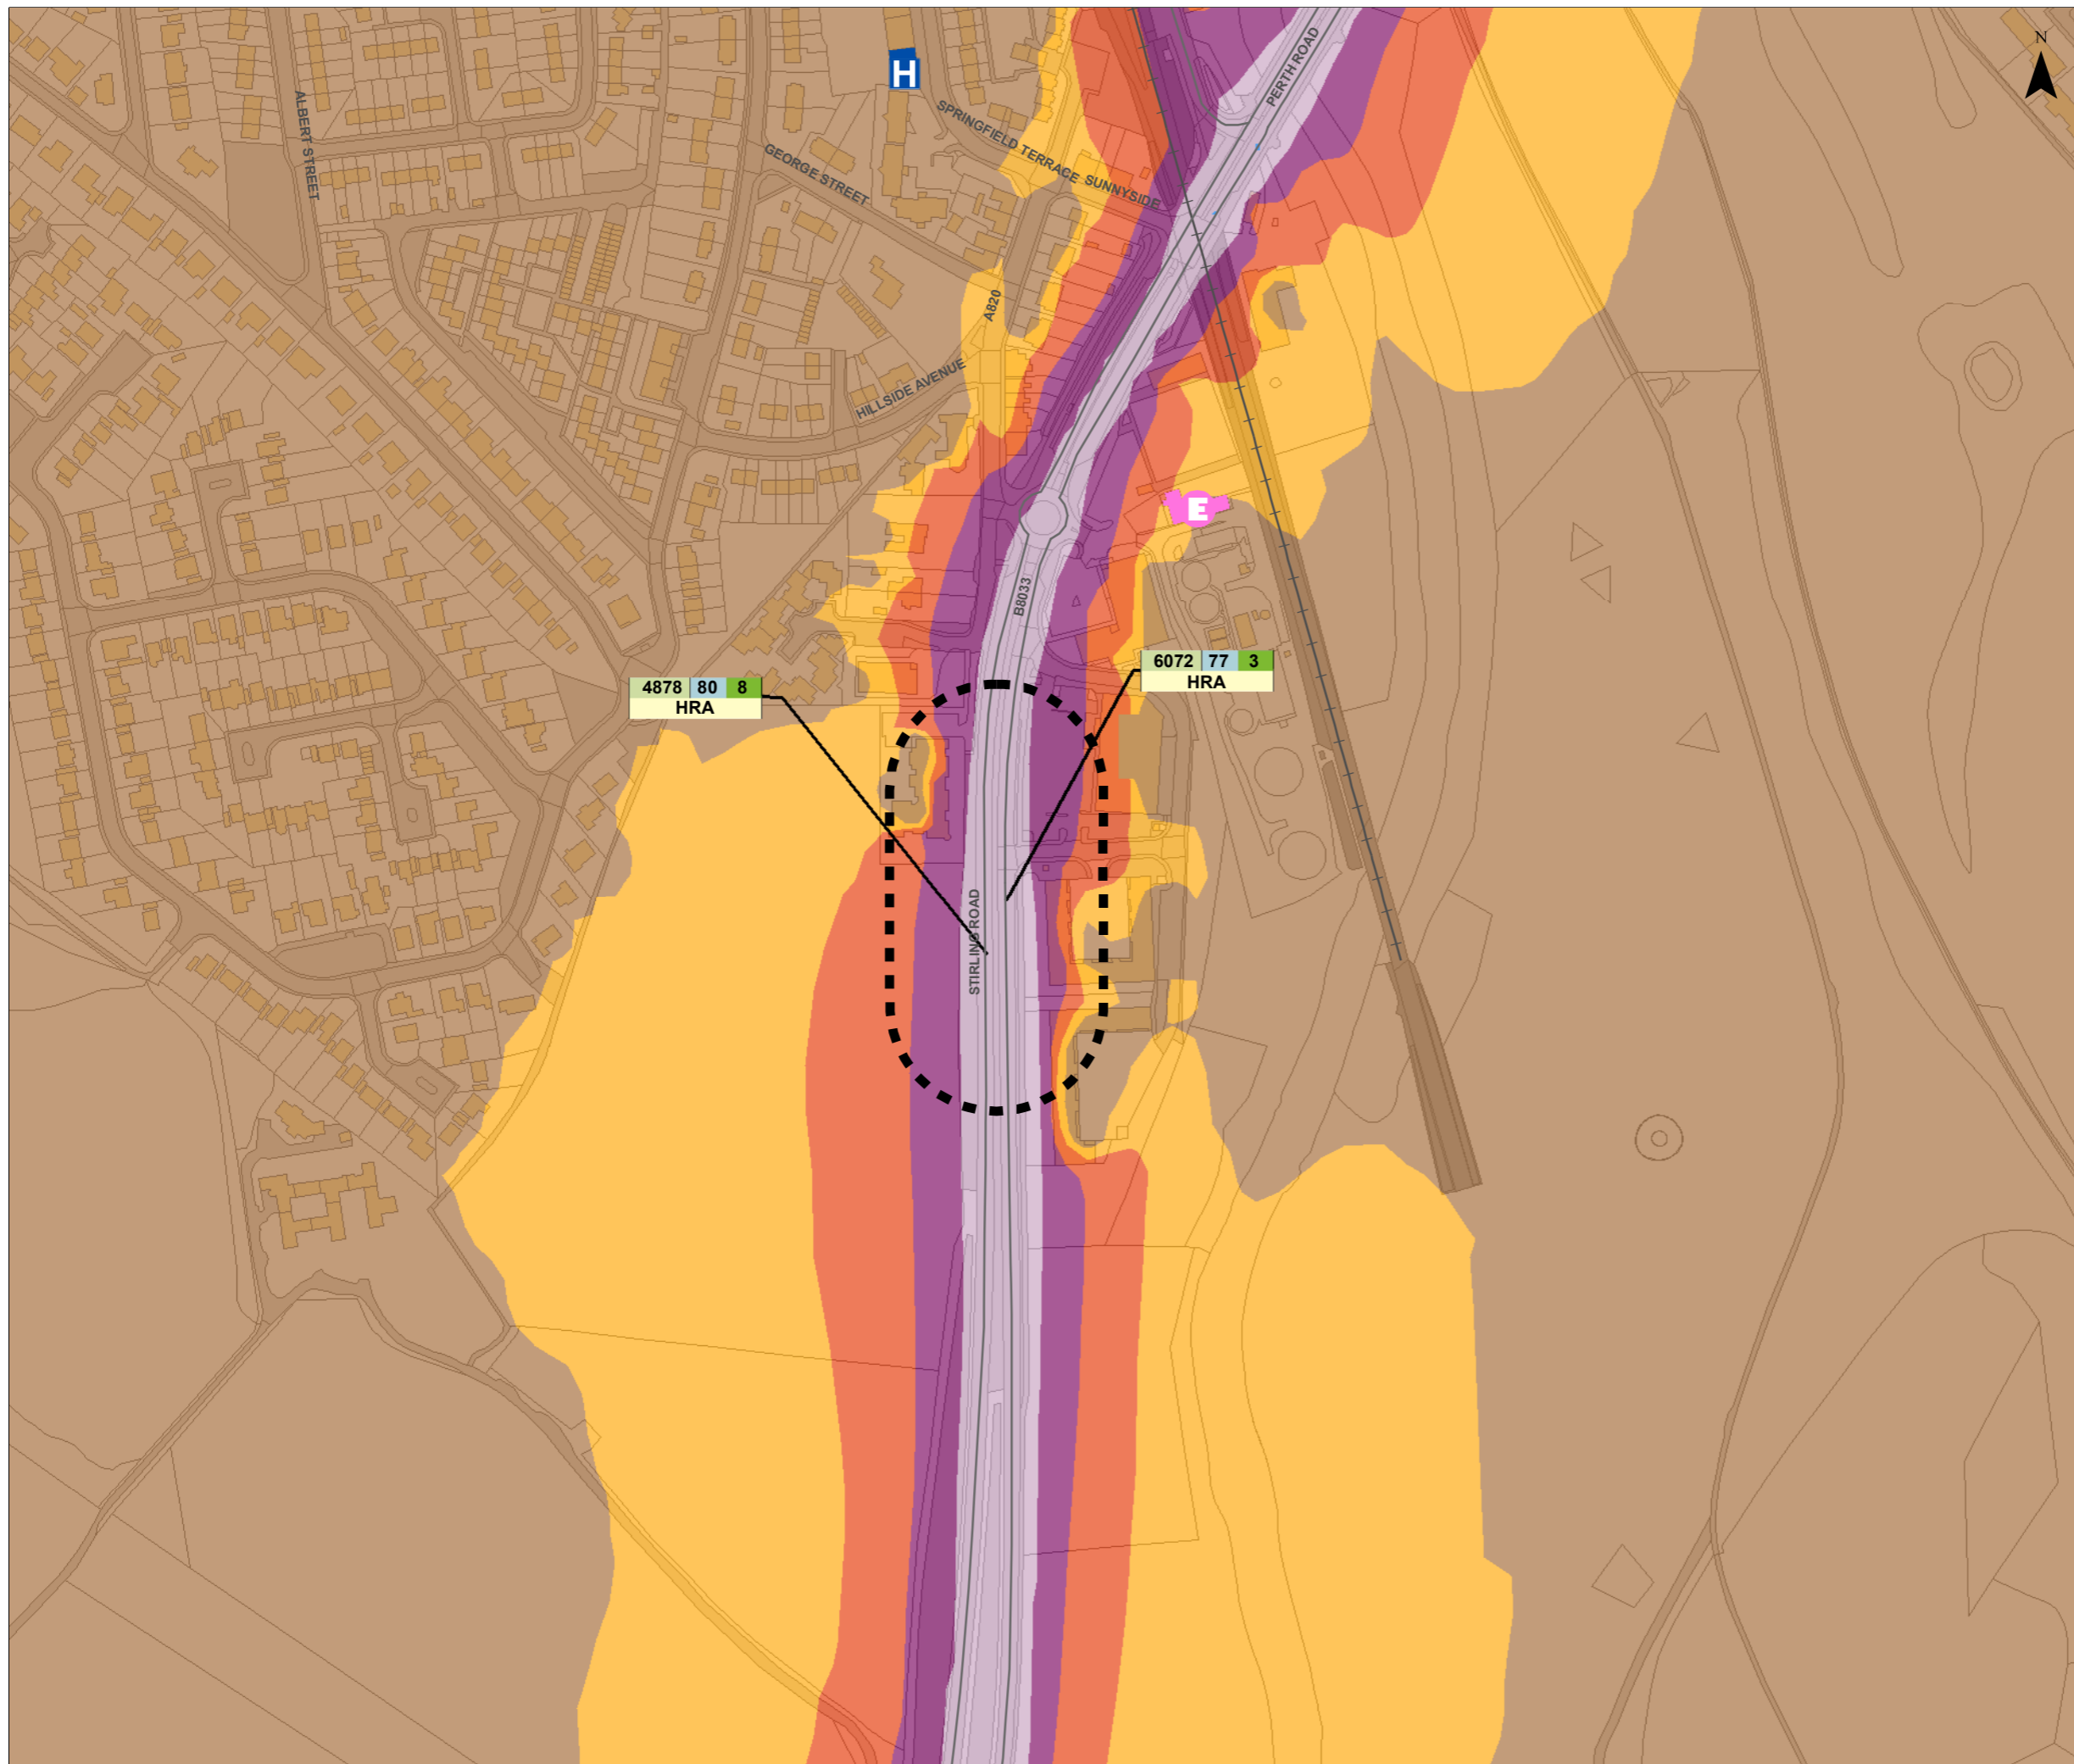 N
H
PERTH ROAD
ALBERT STREET
SPRINGFIELD TERRACE
SUNNYSIDE
GEORGE STREET
A820
HILLSIDE AVENUE
E
B8033
6072 77 3
HRA
4878 80 8
HRA
STIRLING ROAD